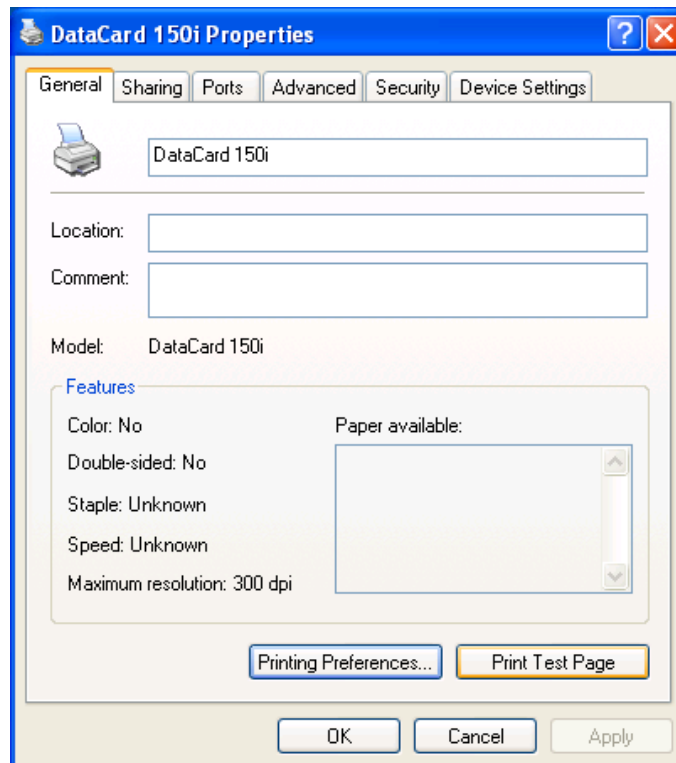 DataCard 150i Properties
General Sharing Ports Advanced Security Device Settings
DataCard 150i
Location:
Comment:
Model: DataCard 150i
Features
Color: No Paper available:
Double-sided: No
Staple: Unknown
Speed: Unknown
Maximum resolution: 300 dpi
Printing Preferences... Print Test Page
OK Cancel Apply